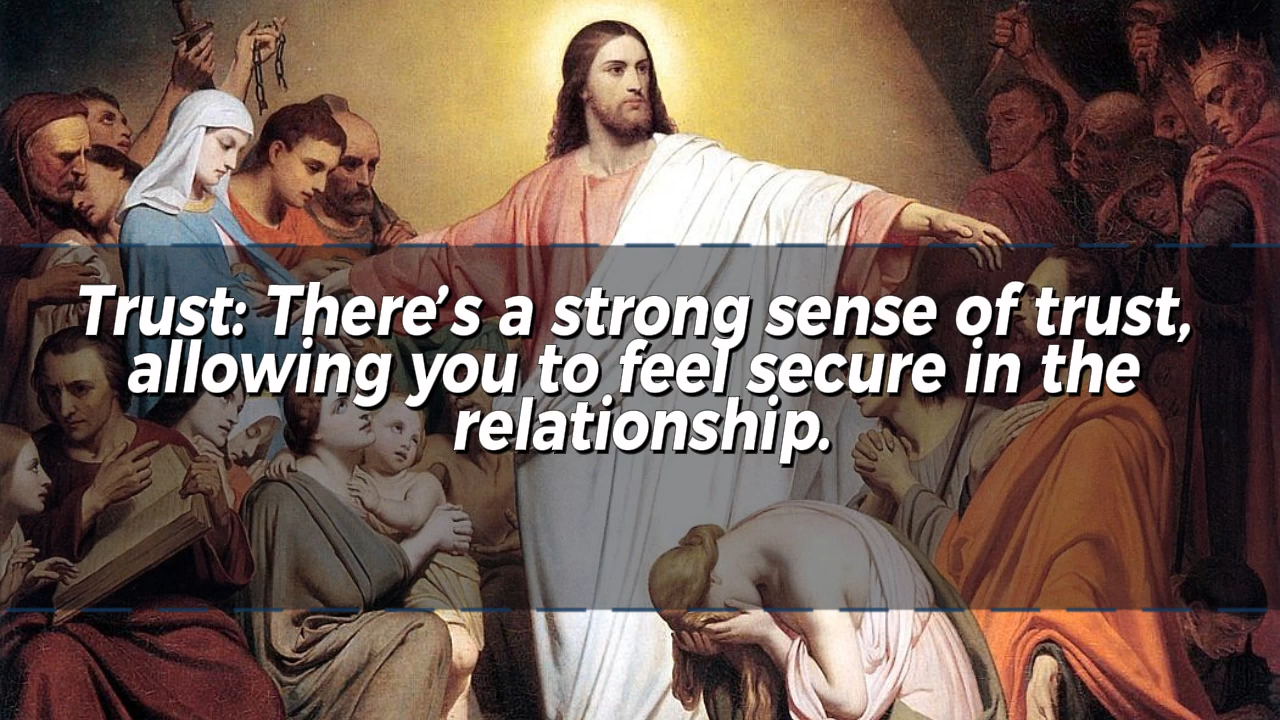 Trust: There’s a strong sense of trust,
allowing you to feel secure in the
relationship.